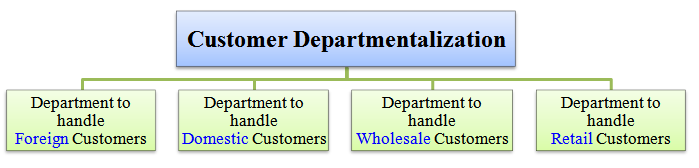 Customer Departmentalization
Department to
handle
Foreign Customers
Department to
handle
Domestic Customers
Department to
handle
Wholesale Customers
Department to
handle
Retail Customers